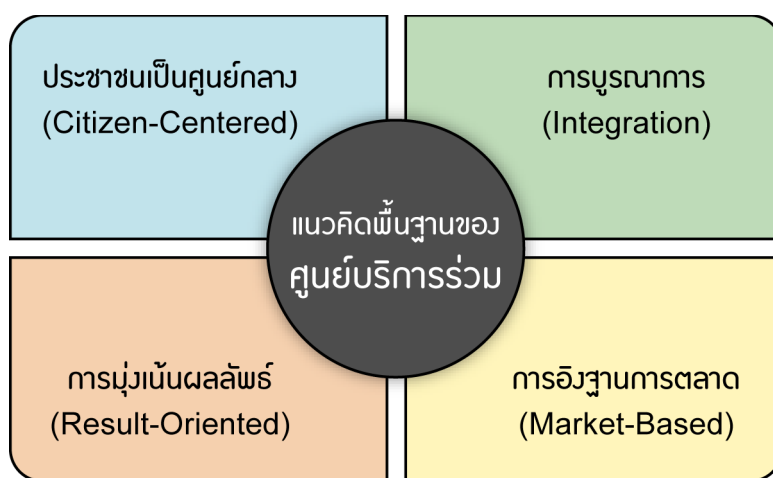 ประชาชนเป็นศูนย์กลาง
(Citizen-Centered)
การบูรณาการ
(Integration)
แนวคิดพื้นฐานของ
ศูนย์บริการร่วม
การมุ่งเน้นผลลัพธ์
(Result-Oriented)
การอิงฐานการตลาด
(Market-Based)